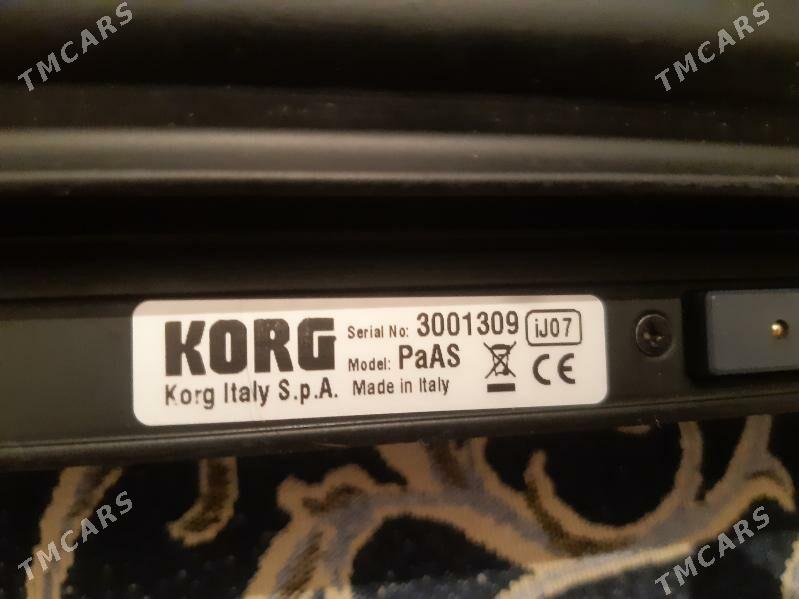 TMCARS
TMCARS
KORG
Korg Italy S.p.A.
Serial No: 3001309 iJ07
Model: PaAS
Made in Italy
CE
TMCARS
TMCARS